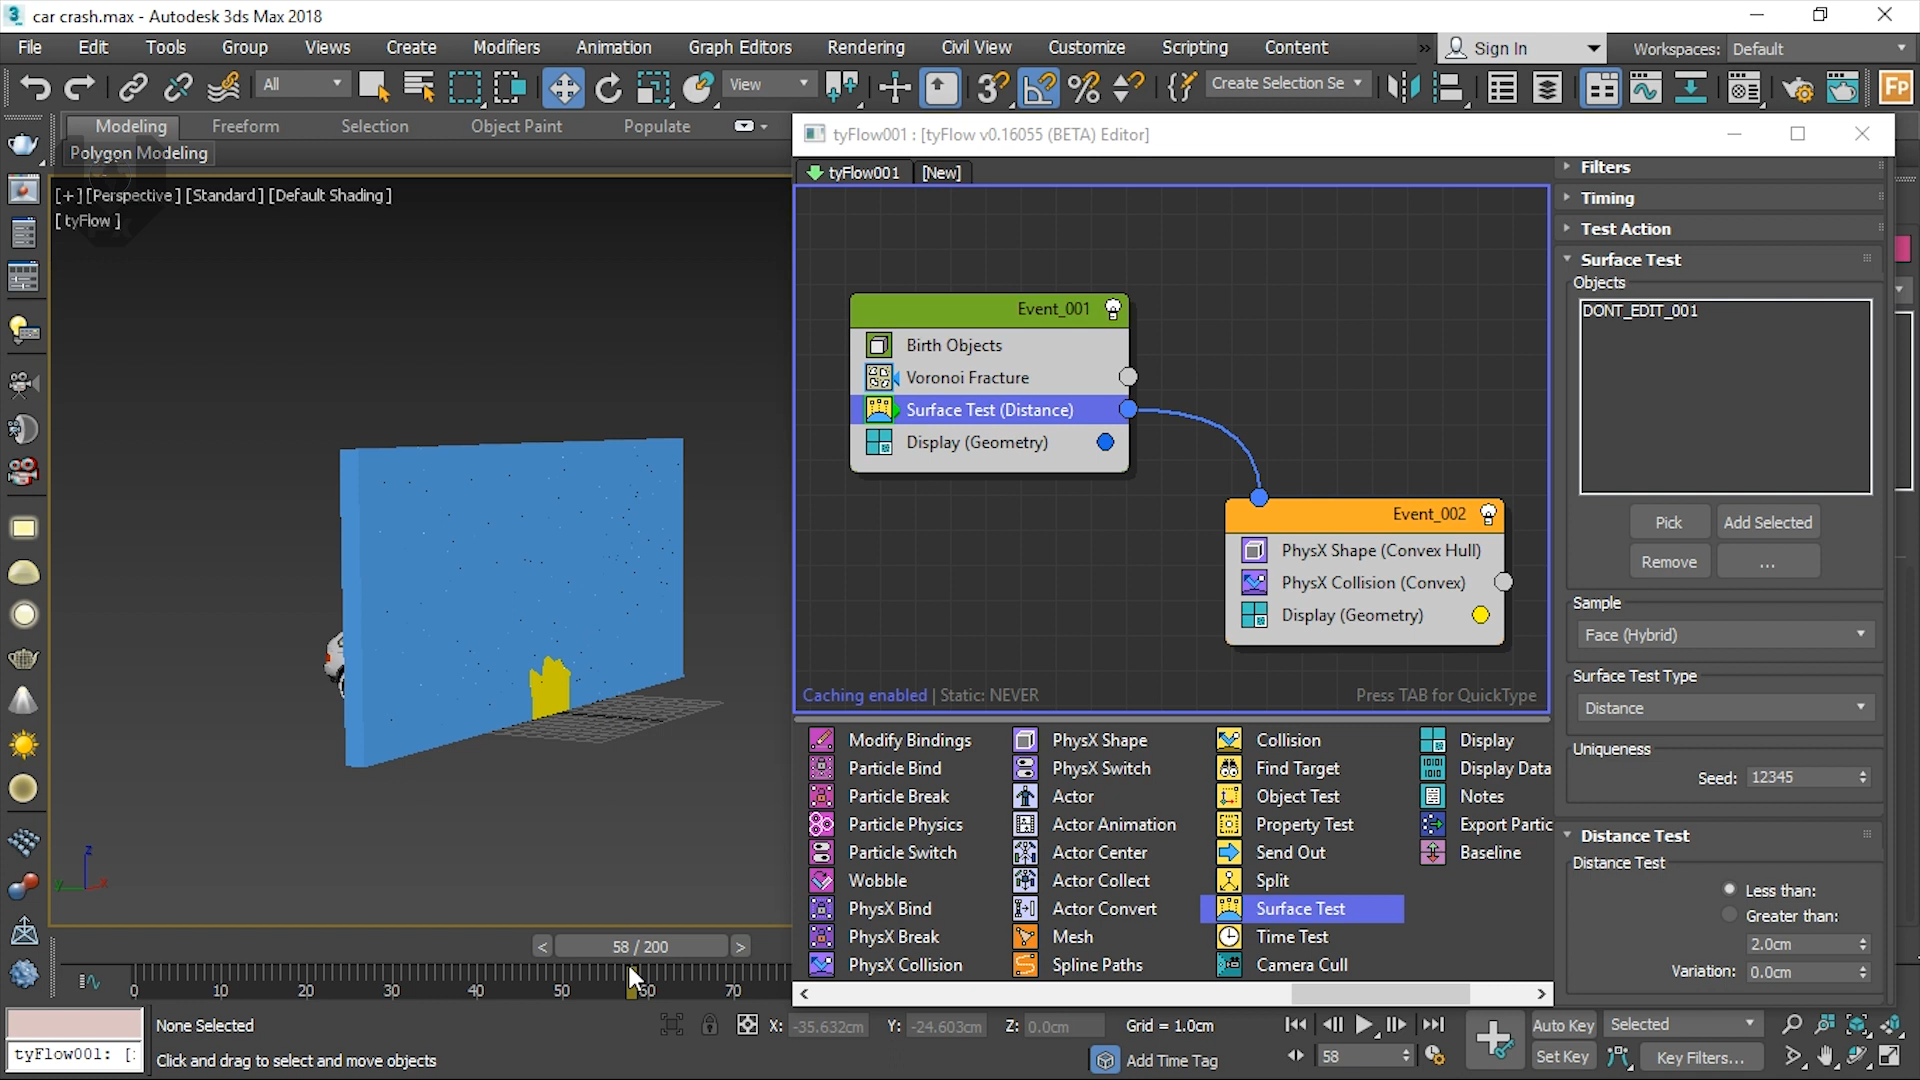 car crash.max - Autodesk 3ds Max 2018
File Edit Tools Group Views Create Modifiers Animation Graph Editors Rendering Civil View Customize Scripting Content » Sign In Workspaces: Default
All View Create Selection Se Fp
Modeling Freeform Selection Object Paint Populate
Polygon Modeling
[+] [Perspective] [Standard] [Default Shading]
[ tyFlow ]
tyFlow001 : [tyFlow v0.16055 (BETA) Editor]
tyFlow001 [New]
Event_001
Birth Objects
Voronoi Fracture
Surface Test (Distance)
Display (Geometry)
Event_002
PhysX Shape (Convex Hull)
PhysX Collision (Convex)
Display (Geometry)
Caching enabled | Static: NEVER
Press TAB for QuickType
Modify Bindings PhysX Shape Collision Display
Particle Bind PhysX Switch Find Target Display Data
Particle Break Actor Object Test Notes
Particle Physics Actor Animation Property Test Export Partic
Particle Switch Actor Center Send Out Baseline
Wobble Actor Collect Split
PhysX Bind Actor Convert Surface Test
PhysX Break Mesh Time Test
PhysX Collision Spline Paths Camera Cull
Filters
Timing
Test Action
Surface Test
Objects
DONT_EDIT_001
Pick Add Selected
Remove ...
Sample
Face (Hybrid)
Surface Test Type
Distance
Uniqueness
Seed: 12345
Distance Test
Distance Test
Less than:
Greater than:
2.0cm
Variation: 0.0cm
z
y x
< 58 / 200 >
0 10 20 30 40 50 60 70
None Selected X: -35.632cm Y: -24.603cm Z: 0.0cm Grid = 1.0cm Auto Key Selected
tyFlow001: [
Click and drag to select and move objects Add Time Tag 58 Set Key Key Filters...